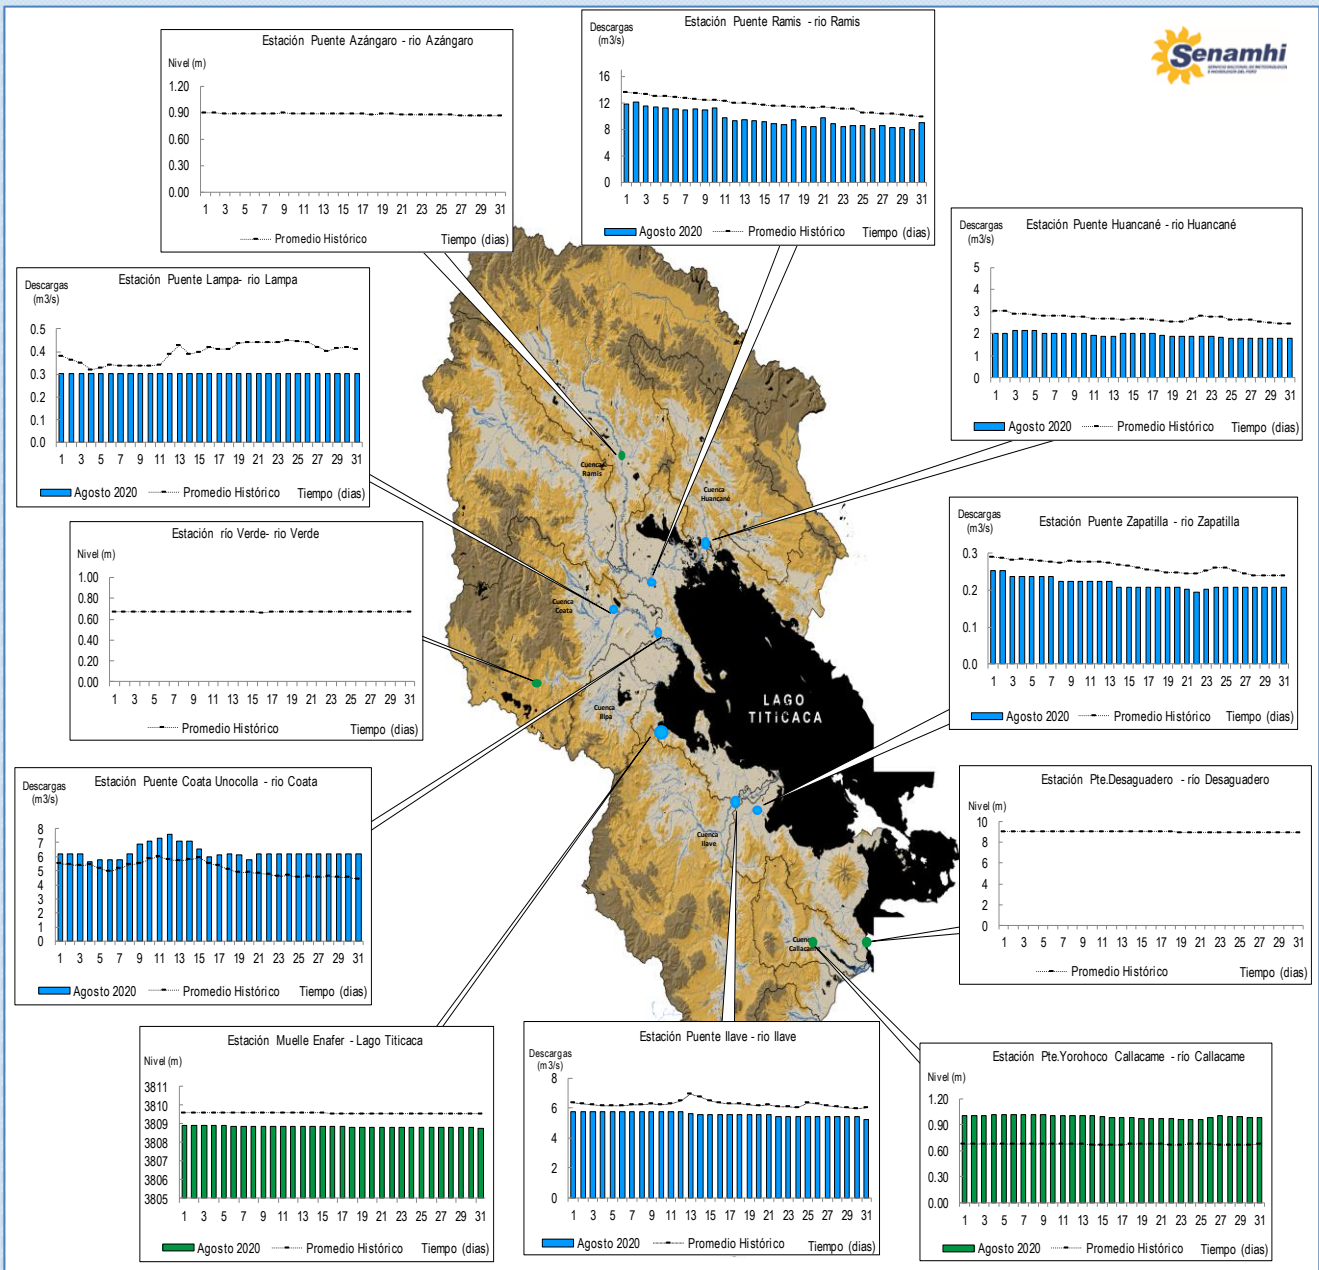 Estación Puente Azángaro - rio Azángaro
Nivel (m)
1.20
0.90
0.60
0.30
0.00
1 3 5 7 9 11 13 15 17 19 21 23 25 27 29 31
Promedio Histórico Tiempo (dias)
Estación Puente Ramis - rio Ramis
Descargas
(m3/s)
16
12
8
4
0
1 3 5 7 9 11 13 15 17 19 21 23 25 27 29 31
Agosto 2020 Promedio Histórico Tiempo (dias)
Senamhi
Estación Puente Huancané - rio Huancané
Descargas
(m3/s)
5
4
3
2
1
0
1 3 5 7 9 11 13 15 17 19 21 23 25 27 29 31
Agosto 2020 Promedio Histórico Tiempo (dias)
Estación Puente Lampa- rio Lampa
Descargas
(m3/s)
0.5
0.4
0.3
0.2
0.1
0.0
1 3 5 7 9 11 13 15 17 19 21 23 25 27 29 31
Agosto 2020 Promedio Histórico Tiempo (dias)
Estación Puente Zapatilla - rio Zapatilla
Descargas
(m3/s)
0.3
0.2
0.1
0.0
1 3 5 7 9 11 13 15 17 19 21 23 25 27 29 31
Agosto 2020 Promedio Histórico Tiempo (dias)
Estación río Verde- rio Verde
Nivel (m)
1.00
0.80
0.60
0.40
0.20
0.00
1 3 5 7 9 11 13 15 17 19 21 23 25 27 29 31
Promedio Histórico Tiempo (dias)
Cuenca
Ramis
Cuenca
Huancané
Cuenca
Coata
Cuenca
Illpa
LAGO
TITICACA
Cuenca
Ilave
Cuenca
Callacame
Estación Puente Coata Unocolla - rio Coata
Descargas
(m3/s)
8
7
6
5
4
3
2
1
0
1 3 5 7 9 11 13 15 17 19 21 23 25 27 29 31
Agosto 2020 Promedio Histórico Tiempo (dias)
Estación Pte.Desaguadero - río Desaguadero
Nivel (m)
10
8
6
4
2
0
1 3 5 7 9 11 13 15 17 19 21 23 25 27 29 31
Promedio Histórico Tiempo (dias)
Estación Muelle Enafer - Lago Titicaca
Nivel (m)
3811
3810
3809
3808
3807
3806
3805
1 3 5 7 9 11 13 15 17 19 21 23 25 27 29 31
Agosto 2020 Promedio Histórico Tiempo (dias)
Estación Puente Ilave - rio Ilave
Descargas
(m3/s)
8
6
4
2
0
1 3 5 7 9 11 13 15 17 19 21 23 25 27 29 31
Agosto 2020 Promedio Histórico Tiempo (dias)
Estación Pte.Yorohoco Callacame - río Callacame
Nivel (m)
1.20
0.90
0.60
0.30
0.00
1 3 5 7 9 11 13 15 17 19 21 23 25 27 29 31
Agosto 2020 Promedio Histórico Tiempo (dias)